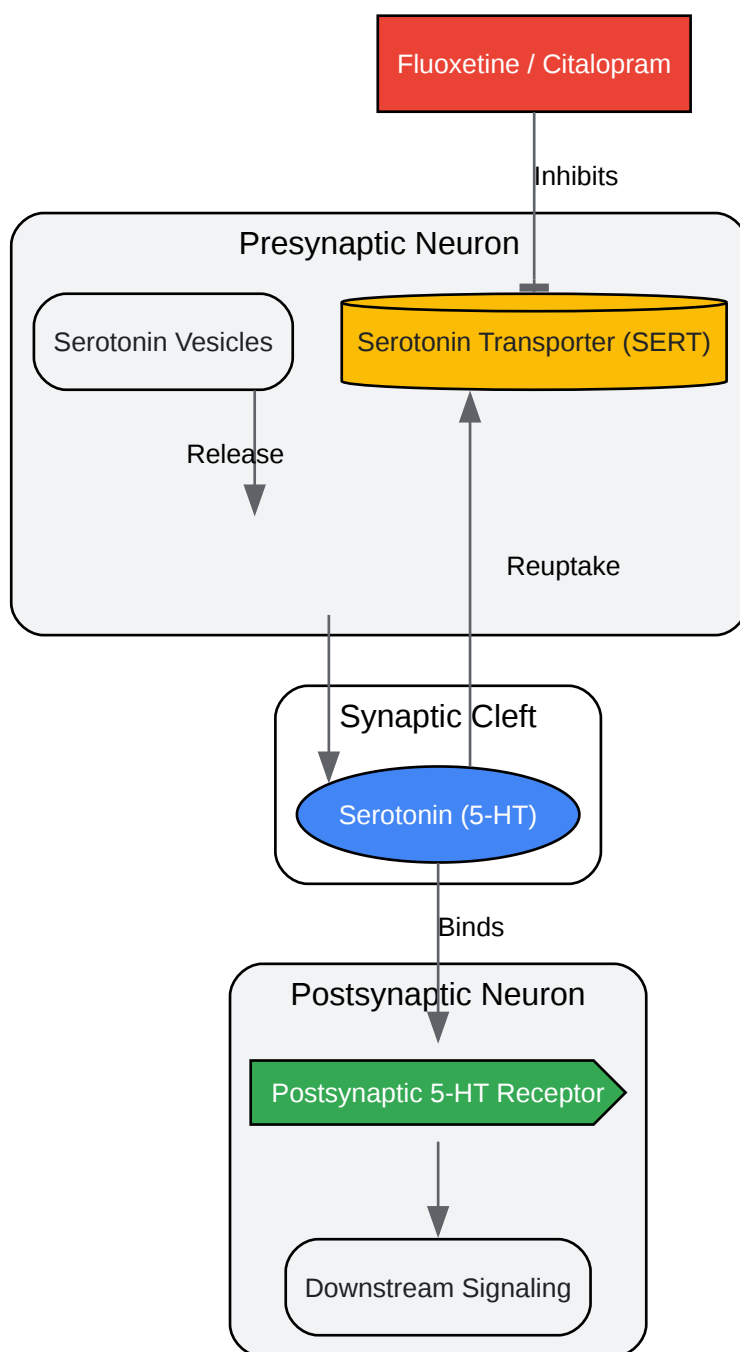 Fluoxetine / Citalopram
Inhibits
Presynaptic Neuron
Serotonin Vesicles
Serotonin Transporter (SERT)
Release
Reuptake
Synaptic Cleft
Serotonin (5-HT)
Binds
Postsynaptic Neuron
Postsynaptic 5-HT Receptor
Downstream Signaling